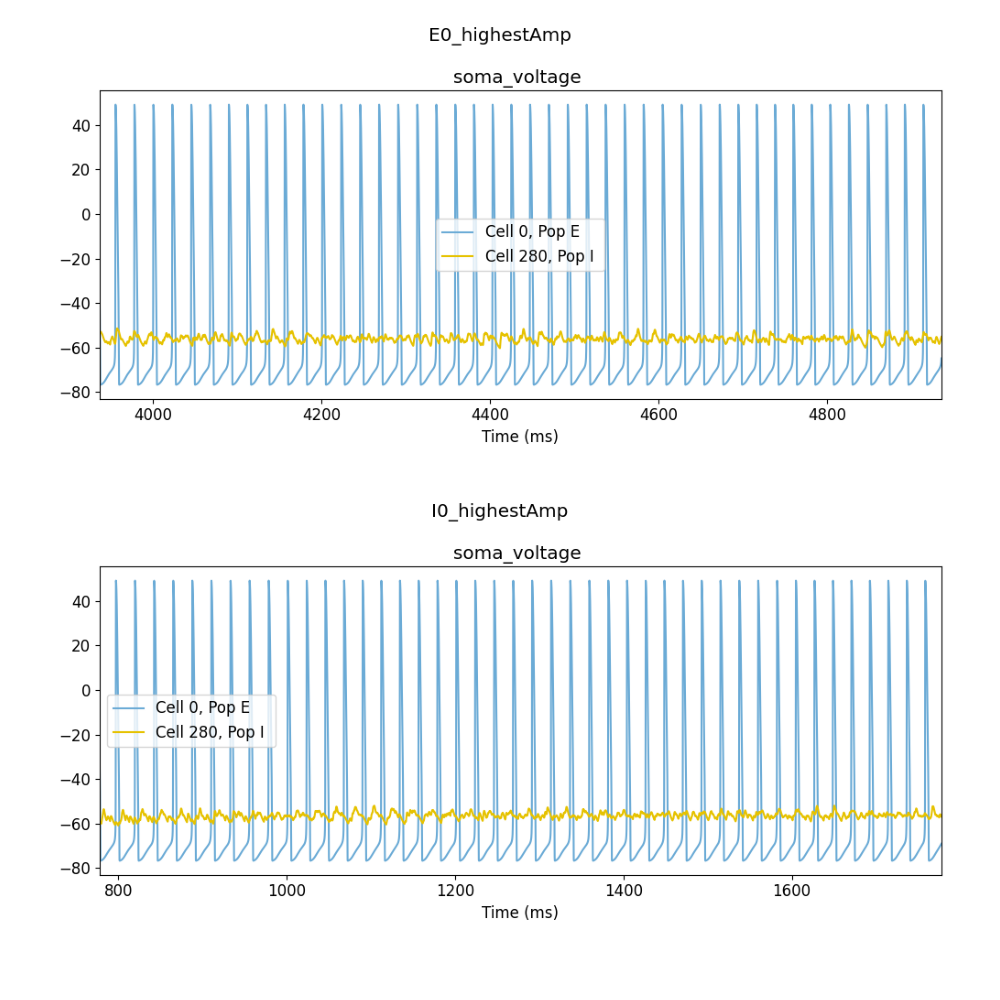 E0_highestAmp
soma_voltage
40
20
0
−20
−40
−60
−80
Cell 0, Pop E
Cell 280, Pop I
4000 4200 4400 4600 4800
Time (ms)
I0_highestAmp
soma_voltage
40
20
0
−20
−40
−60
−80
Cell 0, Pop E
Cell 280, Pop I
800 1000 1200 1400 1600
Time (ms)